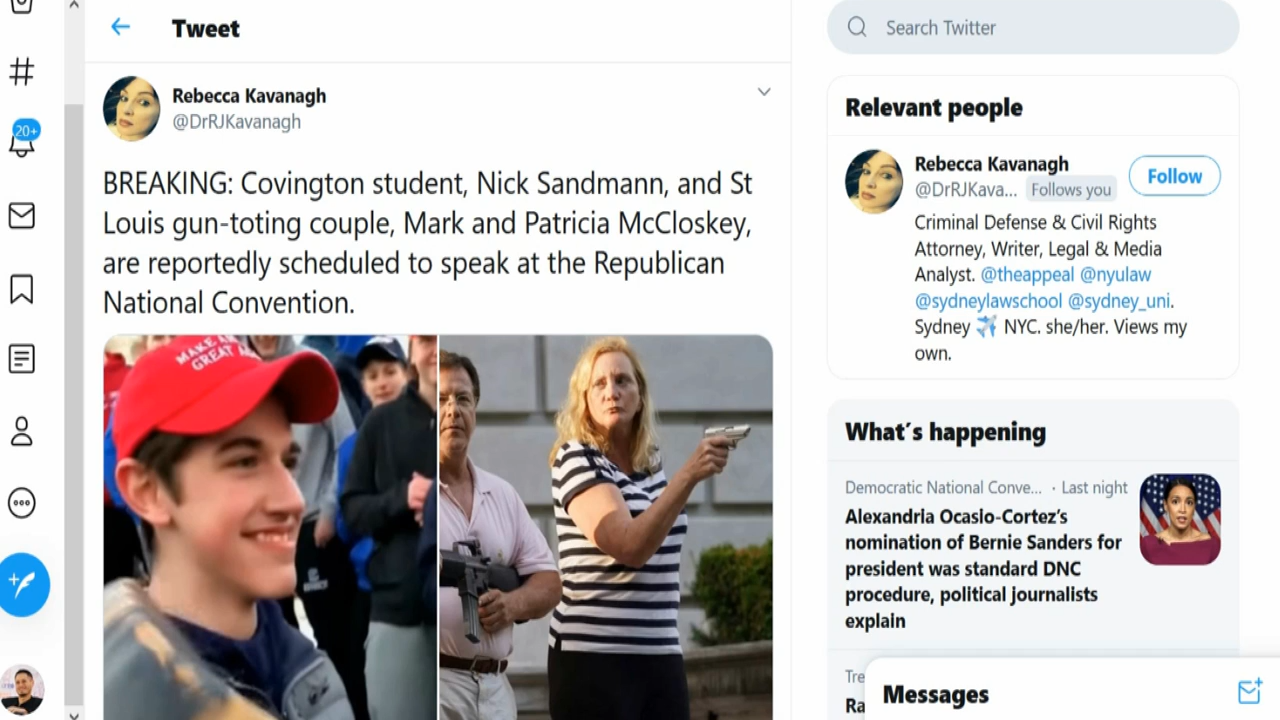 Tweet
Search Twitter
20+
Rebecca Kavanagh
@DrRJKavanagh
BREAKING: Covington student, Nick Sandmann, and St
Louis gun-toting couple, Mark and Patricia McCloskey,
are reportedly scheduled to speak at the Republican
National Convention.
MAKE A
GREAT A
Relevant people
Rebecca Kavanagh
@DrRJKava... Follows you
Follow
Criminal Defense & Civil Rights
Attorney, Writer, Legal & Media
Analyst. @theappeal @nyulaw
@sydneylawschool @sydney_uni.
Sydney ✈️ NYC. she/her. Views my
own.
What's happening
Democratic National Conve... · Last night
Alexandria Ocasio-Cortez's
nomination of Bernie Sanders for
president was standard DNC
procedure, political journalists
explain
Tre
Ra
Messages